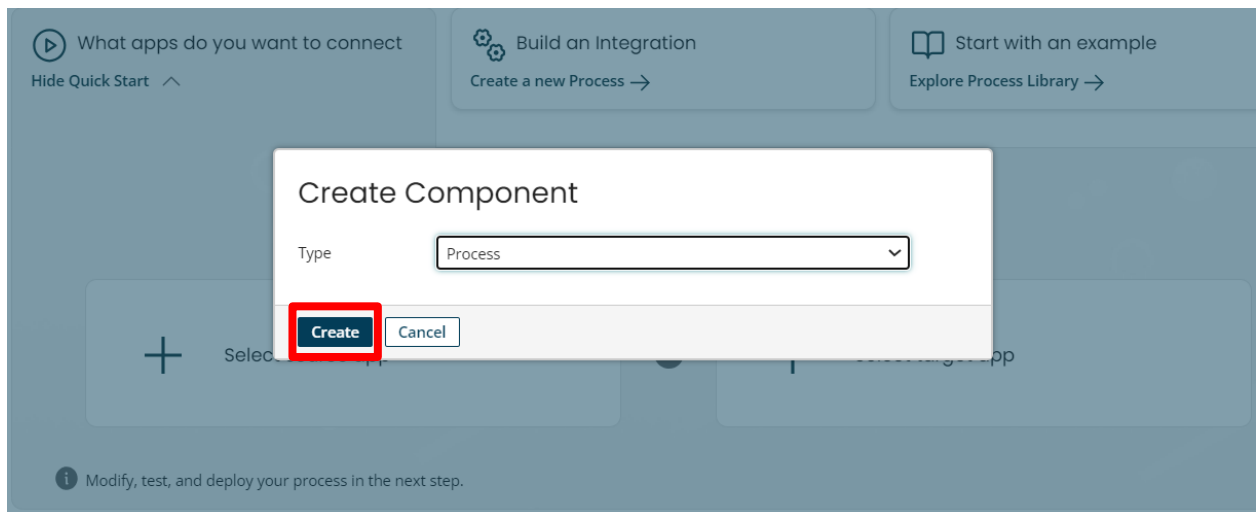 What apps do you want to connect
Hide Quick Start
Build an Integration
Create a new Process
Start with an example
Explore Process Library
Create Component
Type
Process
Create
Cancel
Modify, test, and deploy your process in the next step.